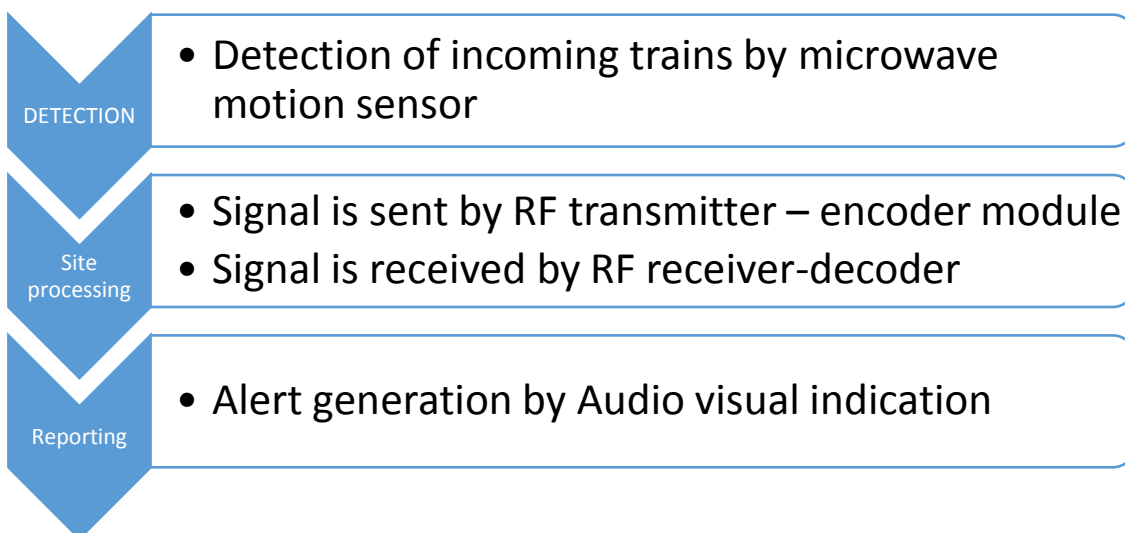 DETECTION
• Detection of incoming trains by microwave
motion sensor
Site
processing
• Signal is sent by RF transmitter – encoder module
• Signal is received by RF receiver-decoder
Reporting
• Alert generation by Audio visual indication